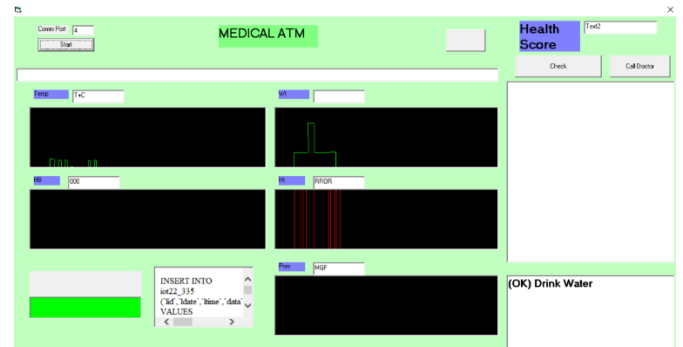 Comm Port 4
Start
MEDICAL ATM
Health
Score
Text2
Check
Call Doctor
Temp T+C
WT
HB 000
Ht RROR
Pres MGF
INSERT INTO
iot22_335
(`lid`,`ldate`,`ltime`,`data`
VALUES
(OK) Drink Water